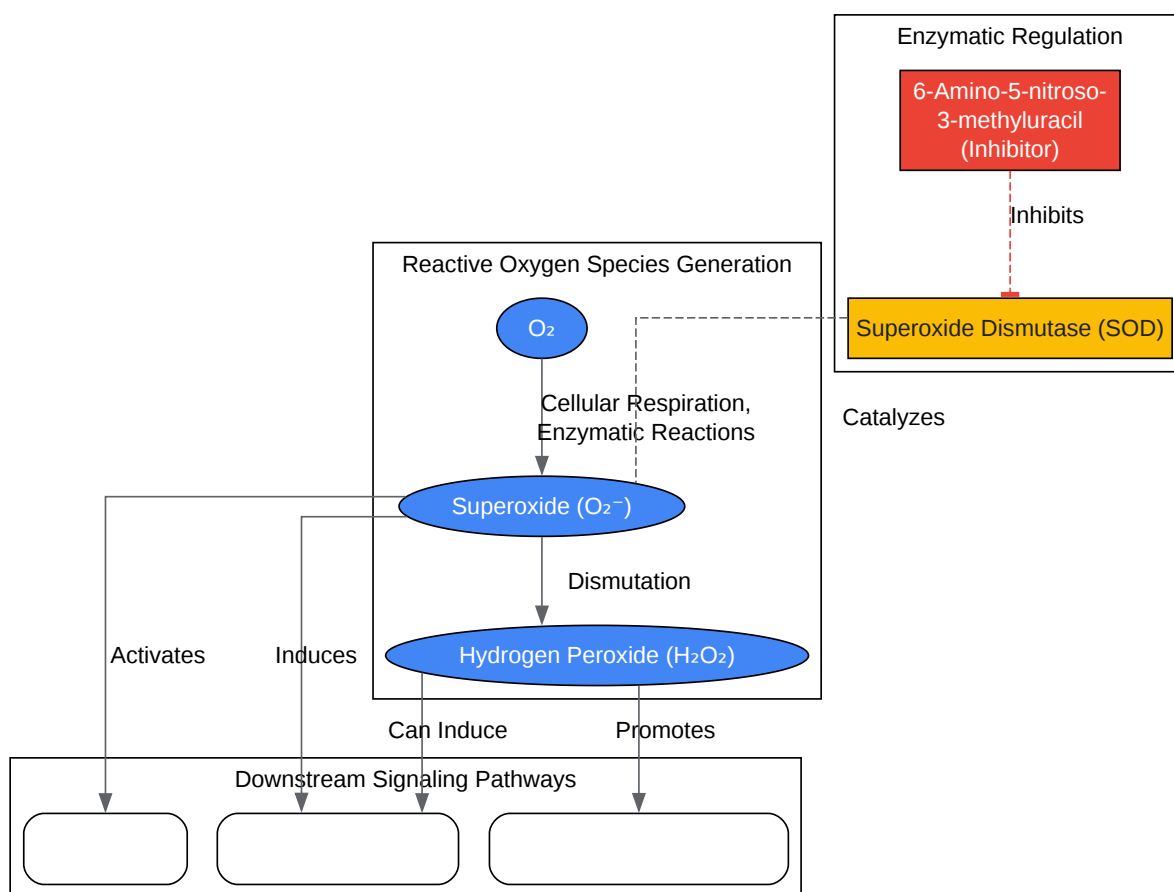 Enzymatic Regulation
6-Amino-5-nitroso-
3-methyluracil
(Inhibitor)
Inhibits
Reactive Oxygen Species Generation
O₂
Superoxide Dismutase (SOD)
Cellular Respiration,
Enzymatic Reactions
Catalyzes
Superoxide (O₂⁻)
Dismutation
Activates
Induces
Hydrogen Peroxide (H₂O₂)
Can Induce
Promotes
Downstream Signaling Pathways